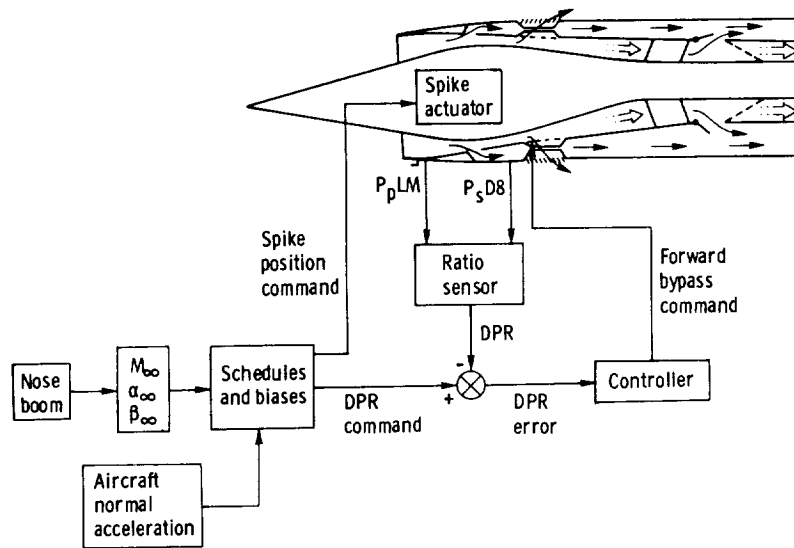 Spike
actuator
PpLM
PsD8
Spike
position
command
Ratio
sensor
Forward
bypass
command
DPR
-
Nose
boom
M∞
α∞
β∞
Schedules
and biases
+
DPR
command
DPR
error
Controller
Aircraft
normal
acceleration